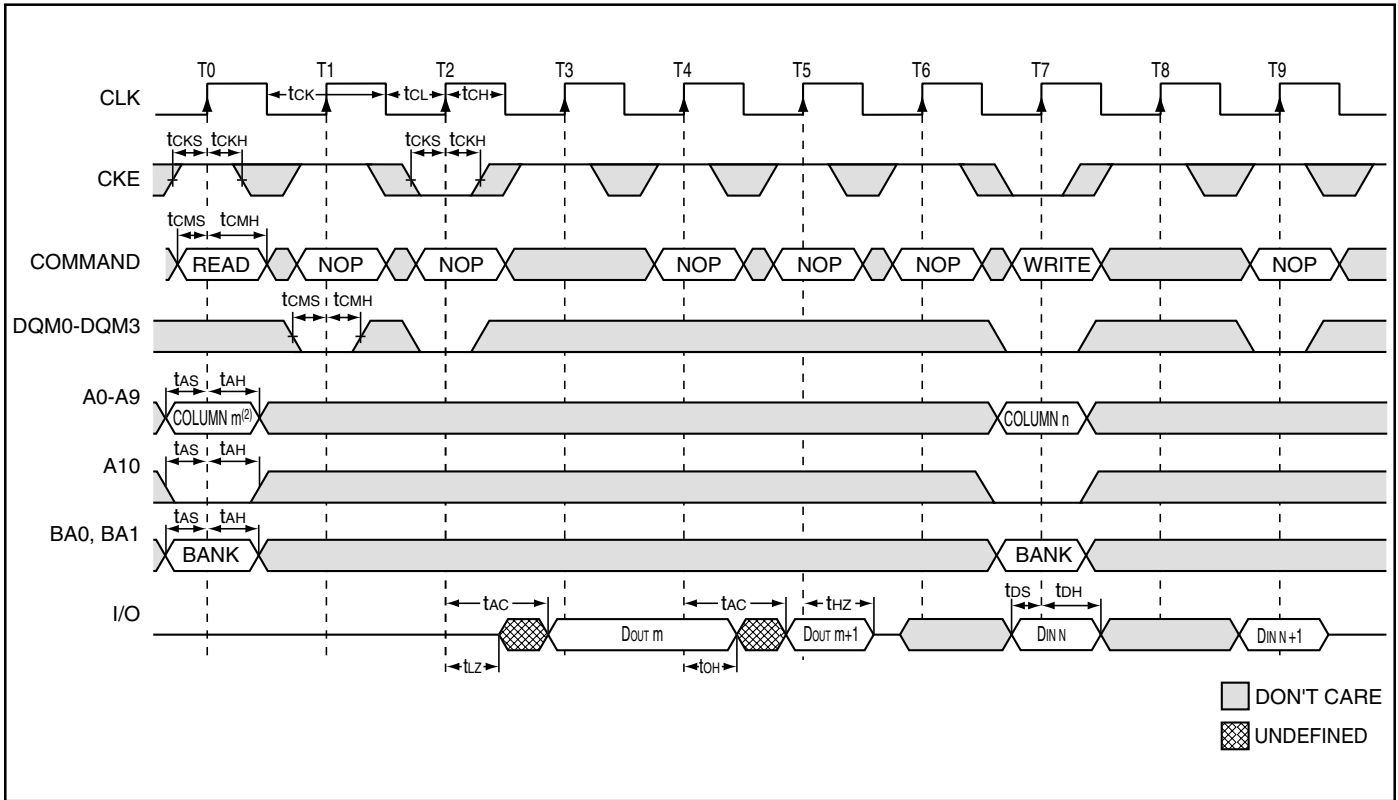 T0 T1 T2 T3 T4 T5 T6 T7 T8 T9
CLK
tCK tCL tCH
tCKS tCKH tCKS tCKH
CKE
tCMS tCMH
COMMAND READ NOP NOP NOP NOP NOP WRITE NOP
tCMS tCMH
DQM0-DQM3
tAS tAH
A0-A9 COLUMN m(2) COLUMN n
tAS tAH
A10
tAS tAH
BA0, BA1 BANK BANK
tAC tAC tHZ tDS tDH
I/O DOUT m DOUT m+1 DIN N DIN N+1
tLZ tOH
DON'T CARE
UNDEFINED